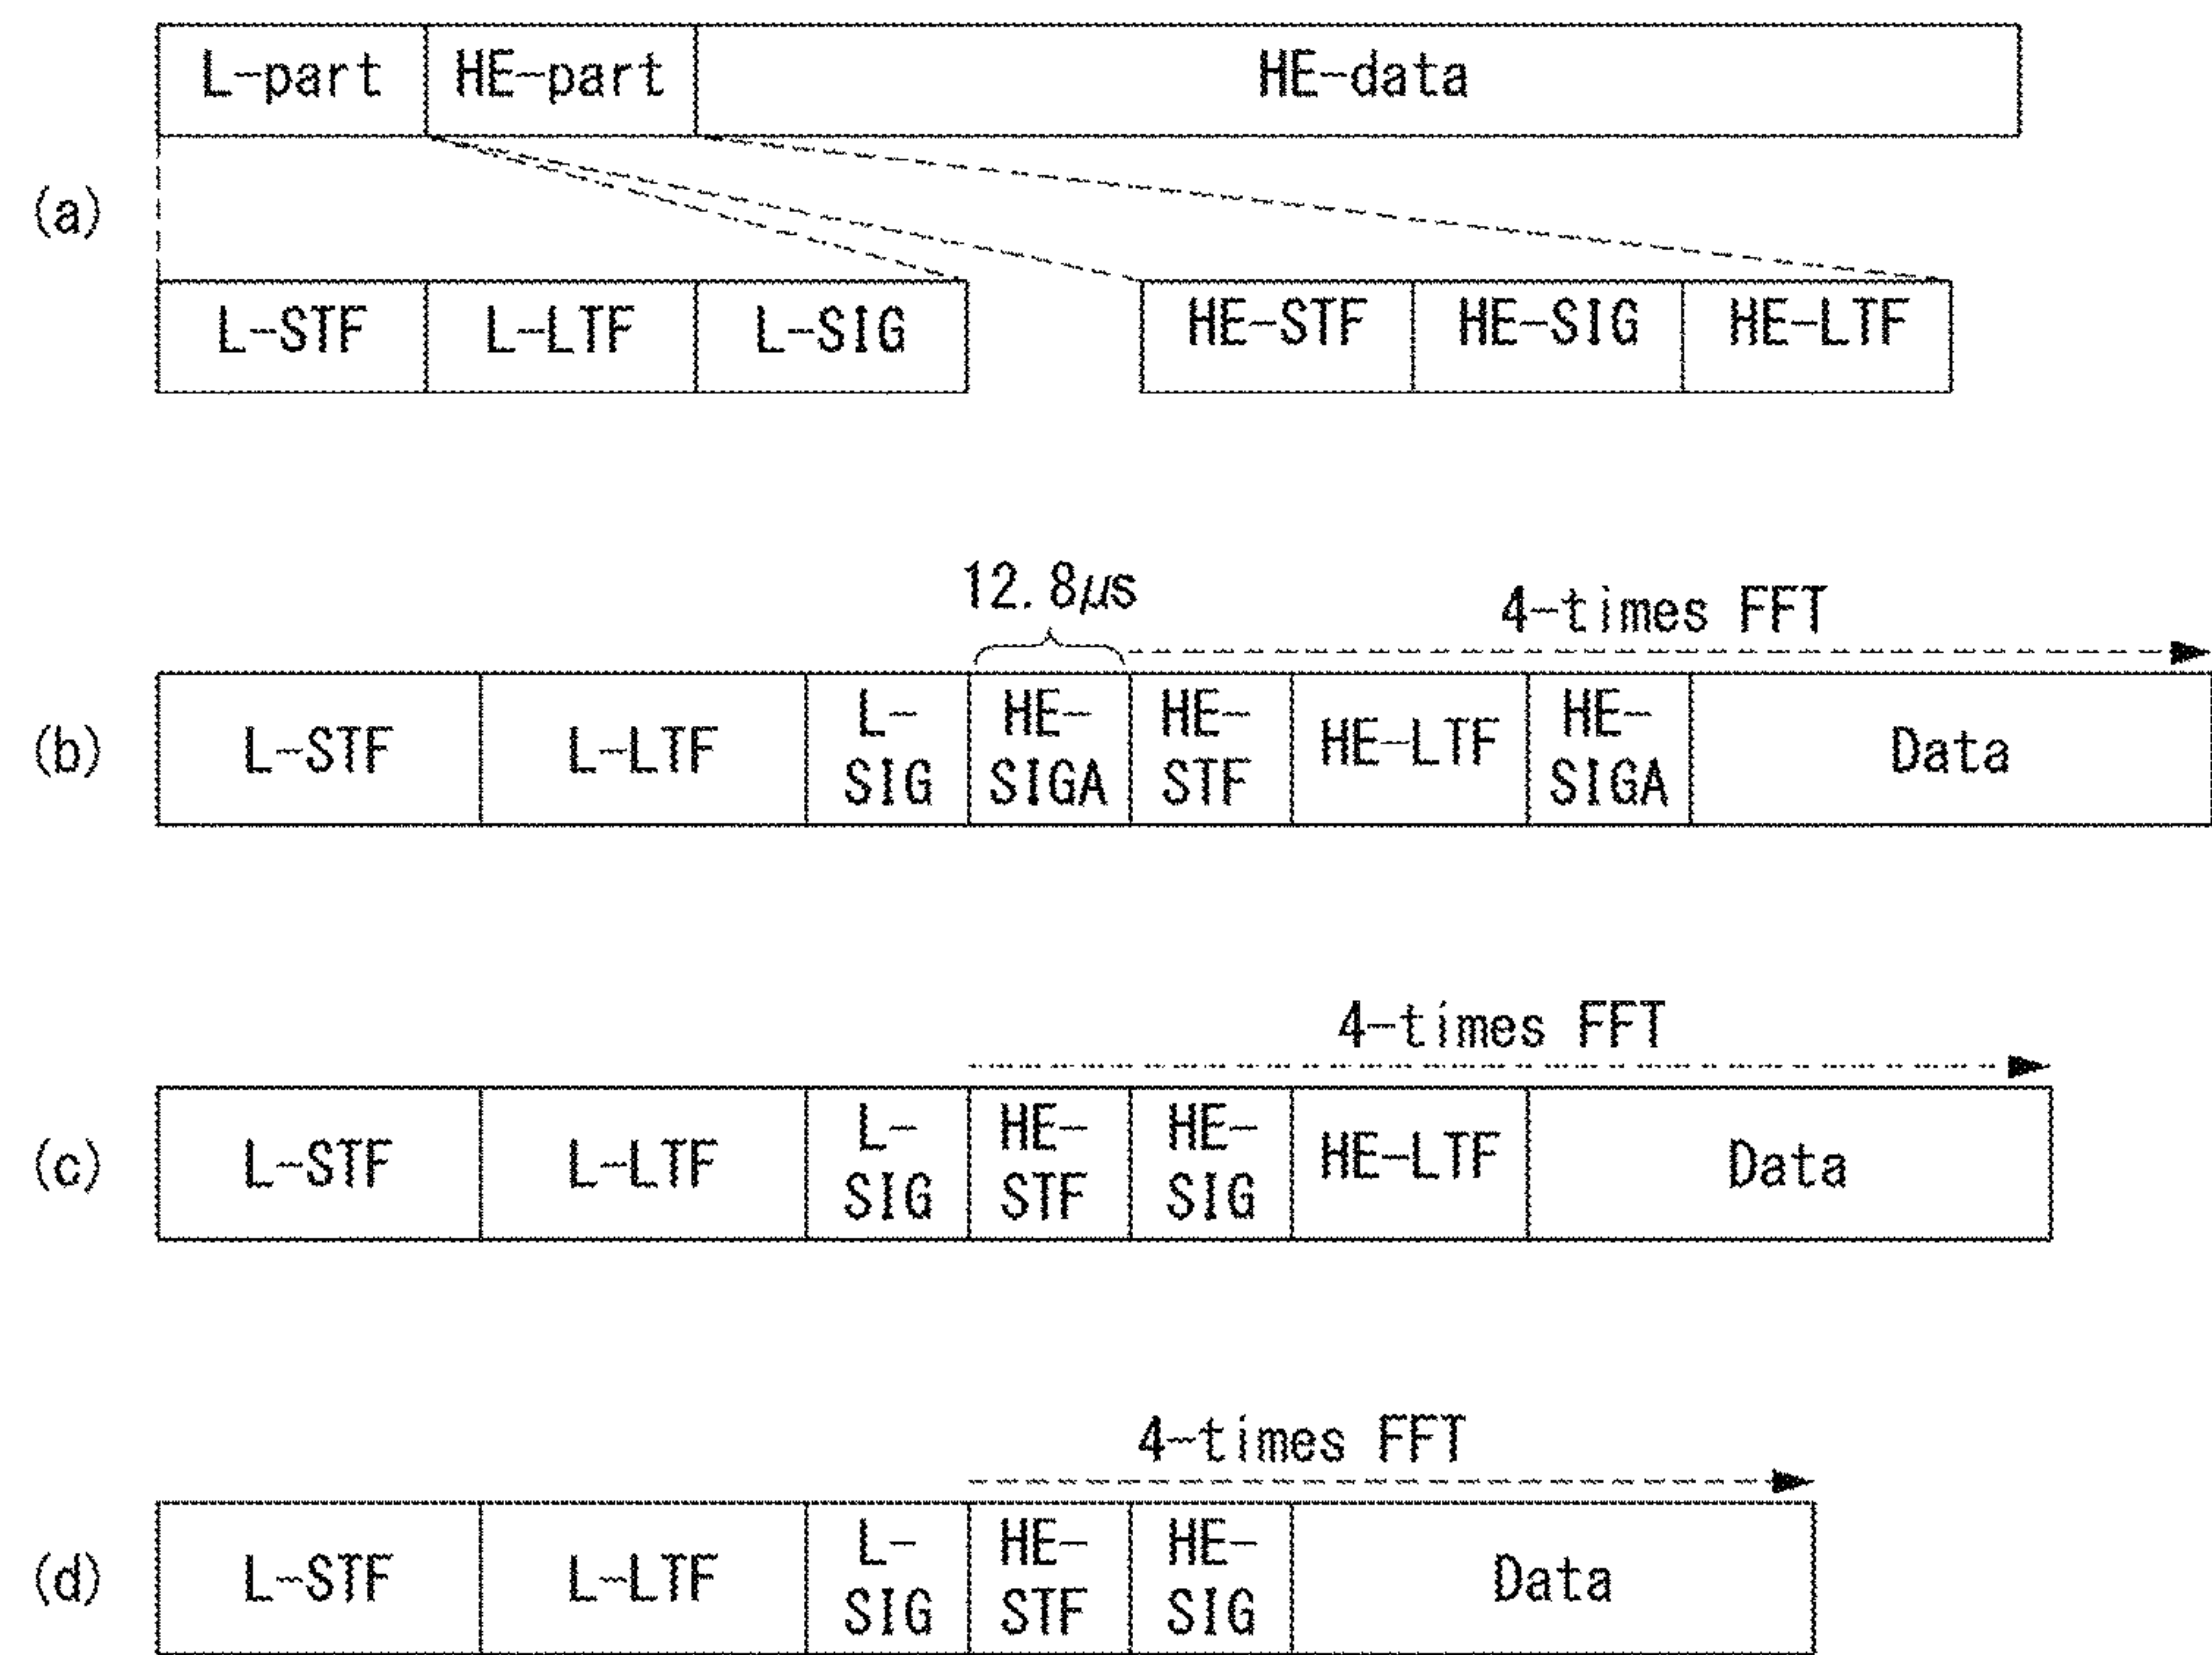 L-part HE-part HE-data
(a)
L-STF L-LTF L-SIG HE-STF HE-SIG HE-LTF
12.8μs 4-times FFT
(b) L-STF L-LTF L-SIG HE-SIGA HE-STF HE-LTF HE-SIGA Data
4-times FFT
(c) L-STF L-LTF L-SIG HE-STF HE-SIG HE-LTF Data
4-times FFT
(d) L-STF L-LTF L-SIG HE-STF HE-SIG Data